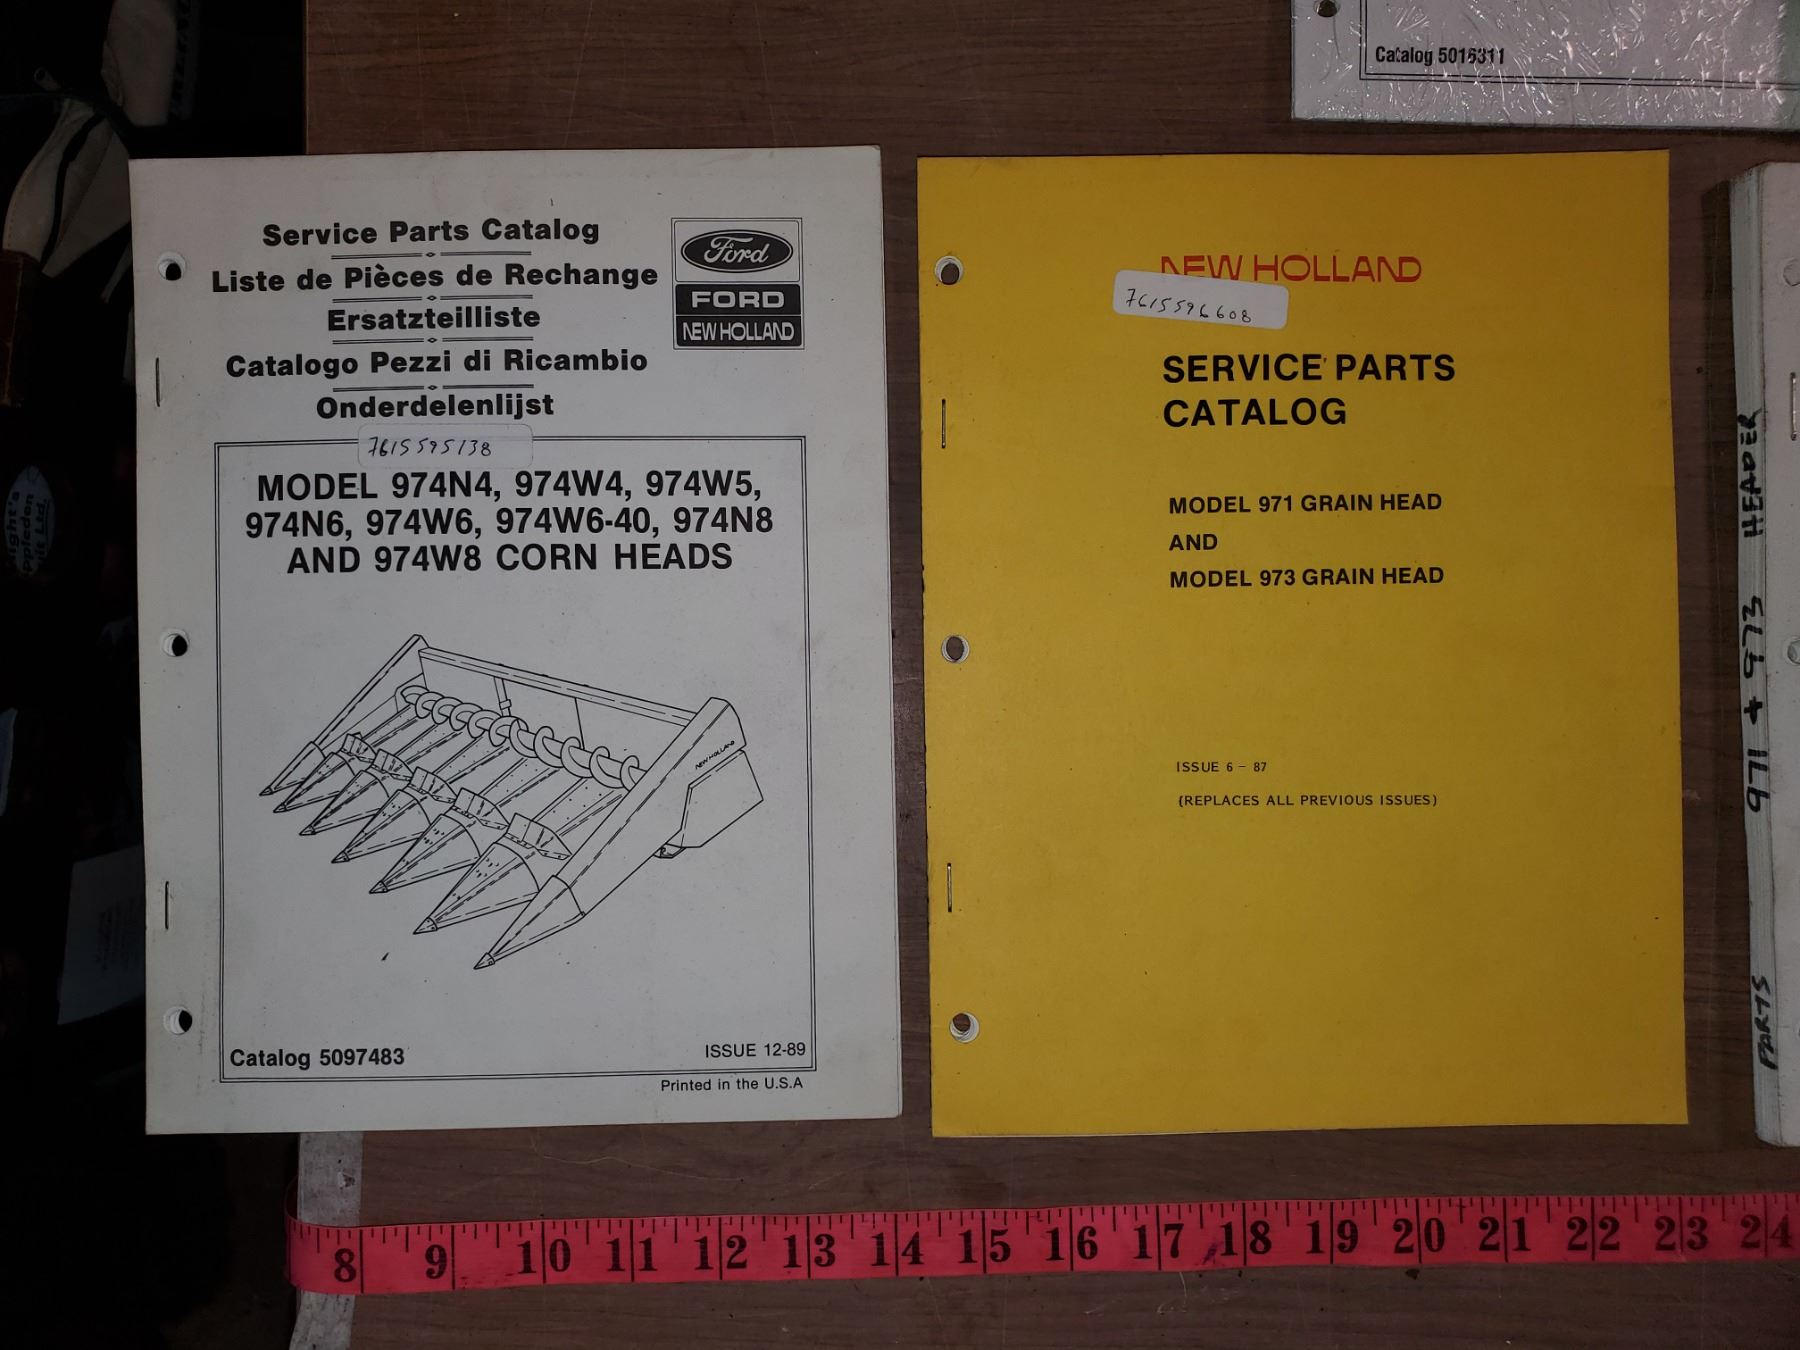 Catalog 5016311
Service Parts Catalog
Liste de Pièces de Rechange
Ersatzteilliste
Catalogo Pezzi di Ricambio
Onderdelenlijst
Ford
FORD
NEW HOLLAND
7615595138
MODEL 974N4, 974W4, 974W5,
974N6, 974W6, 974W6-40, 974N8
AND 974W8 CORN HEADS
NEW HOLLAND
Catalog 5097483
ISSUE 12-89
Printed in the U.S.A
NEW HOLLAND
7615596608
SERVICE PARTS
CATALOG
MODEL 971 GRAIN HEAD
AND
MODEL 973 GRAIN HEAD
ISSUE 6 - 87
(REPLACES ALL PREVIOUS ISSUES)
PARTS 971 + 973 HEADER
8 9 10 11 12 13 14 15 16 17 18 19 20 21 22 23 24